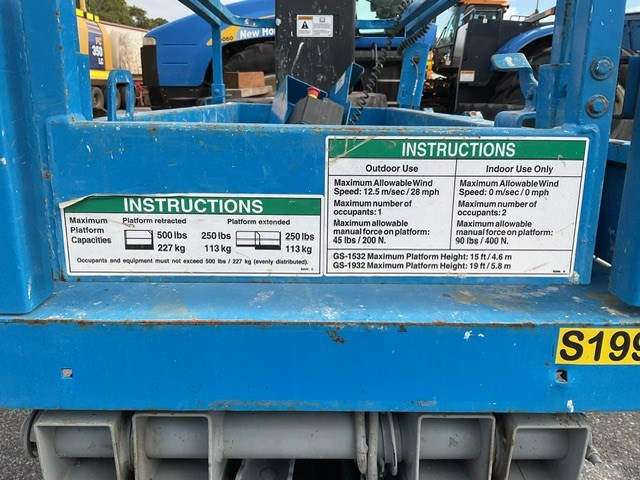 350
LC
060
New Ho
INSTRUCTIONS
Maximum Platform retracted Platform extended
Platform 500 lbs 250 lbs 250 lbs
Capacities 227 kg 113 kg 113 kg
Occupants and equipment must not exceed 500 lbs / 227 kg (evenly distributed).
INSTRUCTIONS
Outdoor Use
Maximum Allowable Wind
Speed: 12.5 m/sec / 28 mph
Maximum number of
occupants: 1
Maximum allowable
manual force on platform:
45 lbs / 200 N.
Indoor Use Only
Maximum Allowable Wind
Speed: 0 m/sec / 0 mph
Maximum number of
occupants: 2
Maximum allowable
manual force on platform:
90 lbs / 400 N.
GS-1532 Maximum Platform Height: 15 ft / 4.6 m
GS-1932 Maximum Platform Height: 19 ft / 5.8 m
S199